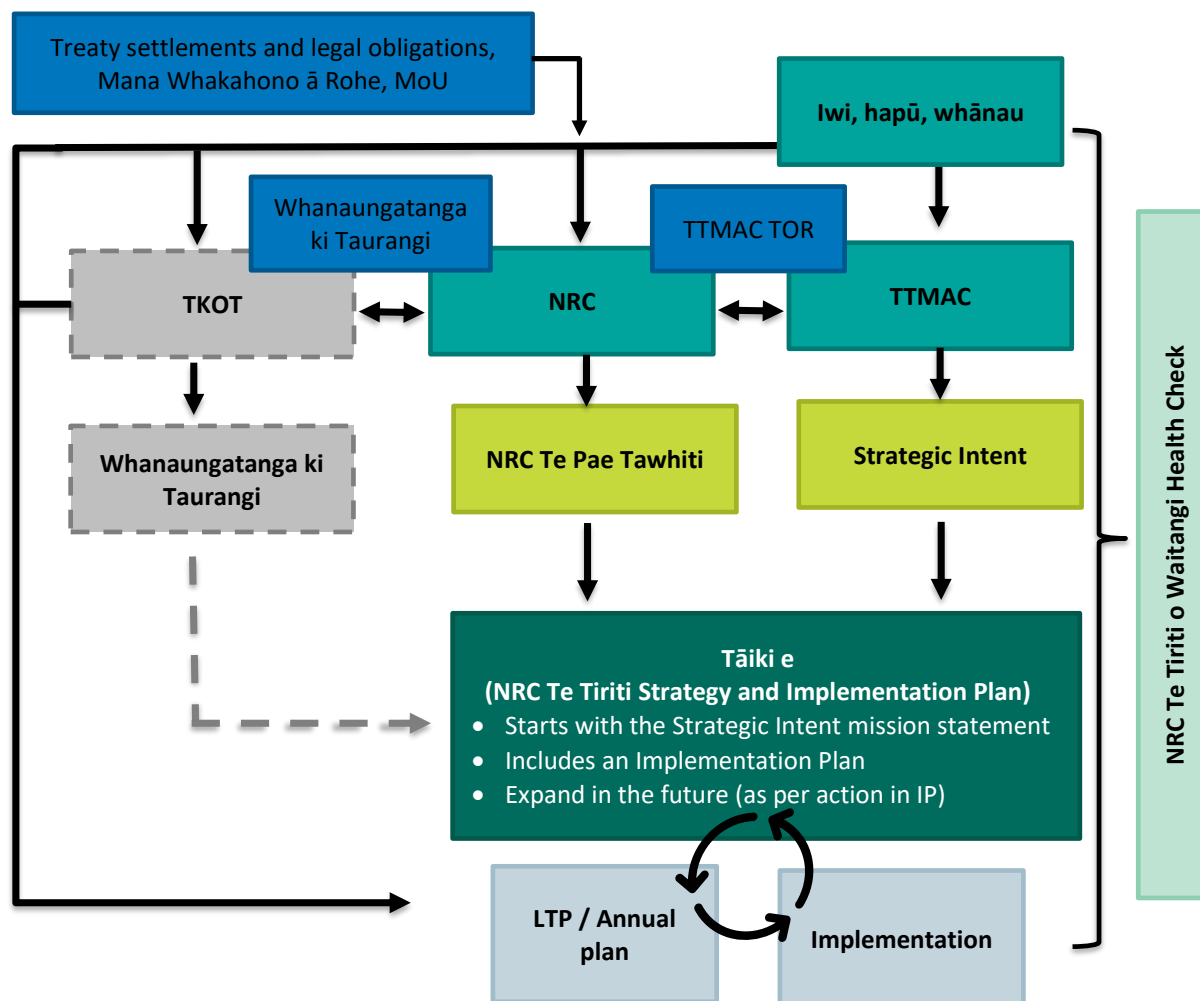 Treaty settlements and legal obligations,
Mana Whakahono ā Rohe, MoU
Iwi, hapū, whānau
Whanaungatanga
ki Taurangi
TTMAC TOR
TKOT
NRC
TTMAC
Whanaungatanga ki
Taurangi
NRC Te Pae Tawhiti
Strategic Intent
Tāiki e
(NRC Te Tiriti Strategy and Implementation Plan)
• Starts with the Strategic Intent mission statement
• Includes an Implementation Plan
• Expand in the future (as per action in IP)
LTP / Annual
plan
Implementation
NRC Te Tiriti o Waitangi Health Check